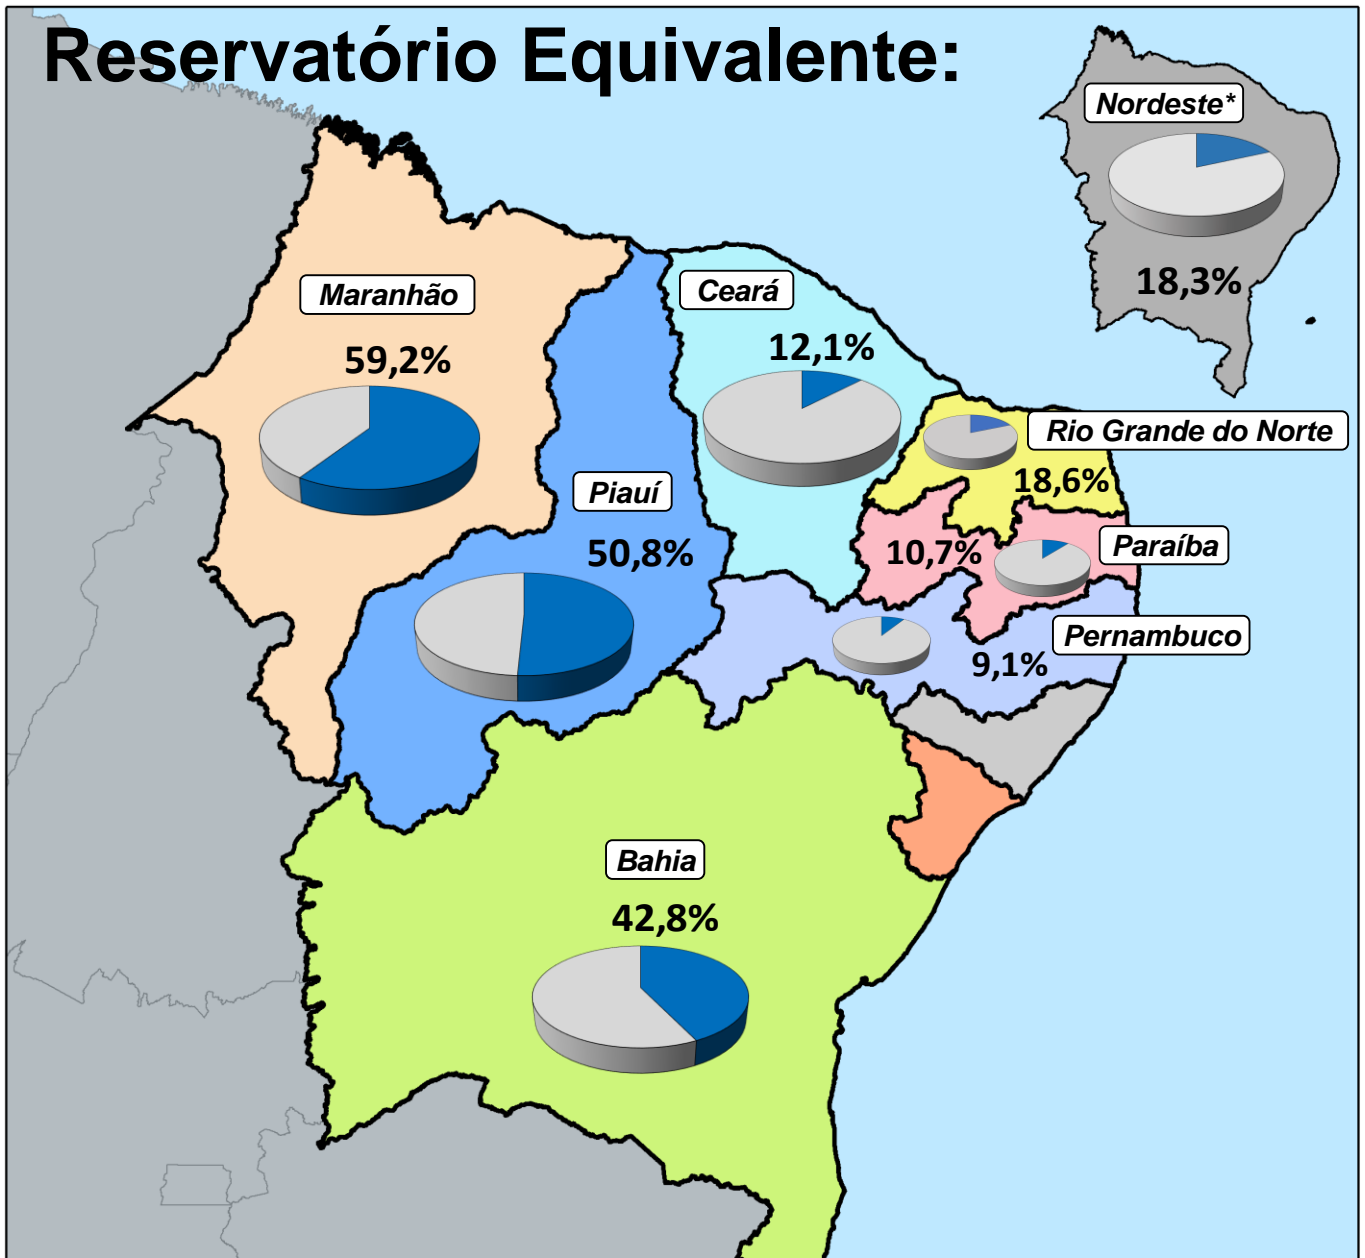 Reservatório Equivalente:
Nordeste*
18,3%
Maranhão
59,2%
Ceará
12,1%
Rio Grande do Norte
18,6%
Piauí
50,8%
Paraíba
10,7%
Pernambuco
9,1%
Bahia
42,8%